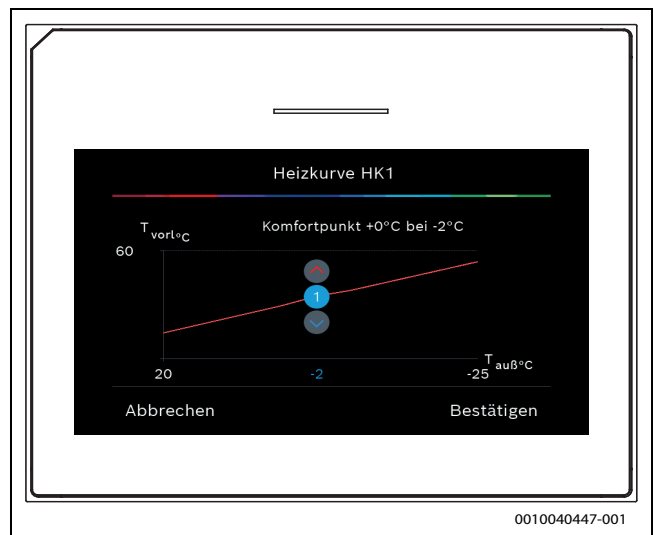 Heizkurve HK1
T vorl°C
Komfortpunkt +0°C bei -2°C
60
1
T auß°C
20
-2
-25
Abbrechen
Bestätigen
0010040447-001